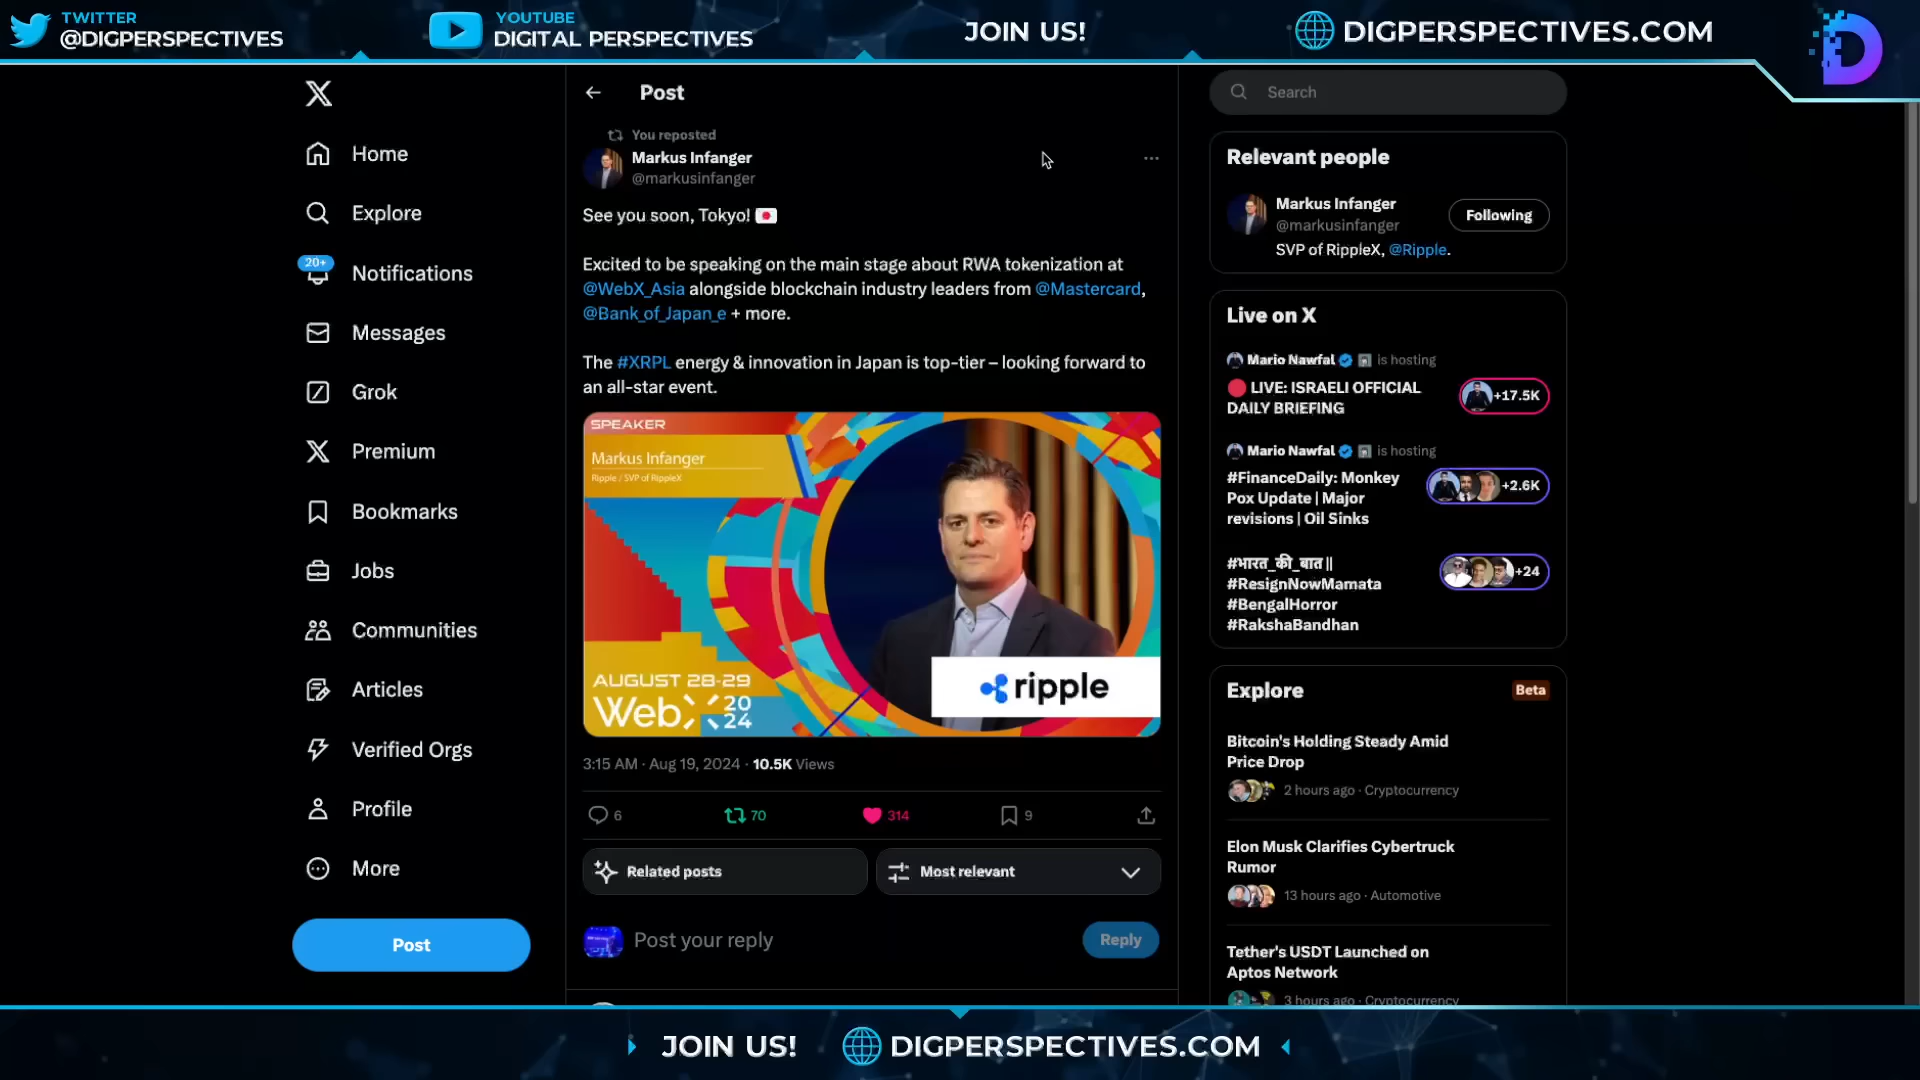 TWITTER
@DIGPERSPECTIVES
YOUTUBE
DIGITAL PERSPECTIVES
JOIN US!
DIGPERSPECTIVES.COM
Home
Explore
20+
Notifications
Messages
Grok
Premium
Bookmarks
Jobs
Communities
Articles
Verified Orgs
Profile
More
Post
Post
You reposted
Markus Infanger
@markusinfanger
See you soon, Tokyo! 🇯🇵
Excited to be speaking on the main stage about RWA tokenization at
@WebX_Asia alongside blockchain industry leaders from @Mastercard,
@Bank_of_Japan_e + more.
The #XRPL energy & innovation in Japan is top-tier – looking forward to
an all-star event.
SPEAKER
Markus Infanger
Ripple / SVP of RippleX
AUGUST 28-29
WebX 2024
ripple
3:15 AM · Aug 19, 2024 · 10.5K Views
6
70
314
9
Related posts
Most relevant
Post your reply
Reply
Search
Relevant people
Markus Infanger
@markusinfanger
Following
SVP of RippleX, @Ripple.
Live on X
Mario Nawfal is hosting
🔴 LIVE: ISRAELI OFFICIAL
DAILY BRIEFING
+17.5K
Mario Nawfal is hosting
#FinanceDaily: Monkey
Pox Update | Major
revisions | Oil Sinks
+2.6K
#भारत_की_बात ||
#ResignNowMamata
#BengalHorror
#RakshaBandhan
+24
Explore
Beta
Bitcoin's Holding Steady Amid
Price Drop
2 hours ago · Cryptocurrency
Elon Musk Clarifies Cybertruck
Rumor
13 hours ago · Automotive
Tether's USDT Launched on
Aptos Network
3 hours ago · Cryptocurrency
JOIN US!
DIGPERSPECTIVES.COM